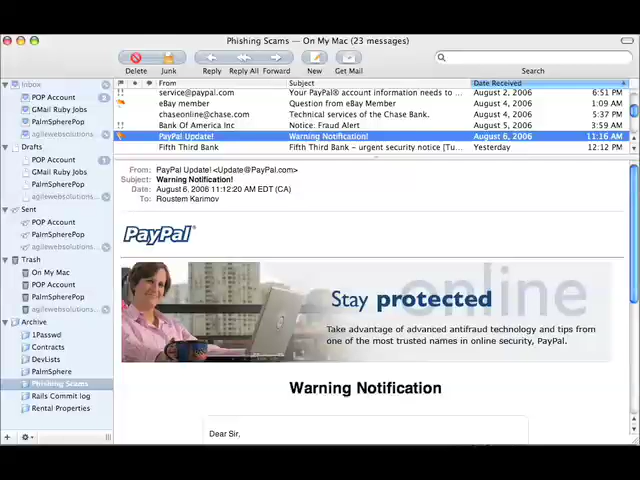 Phishing Scams — On My Mac (23 messages)
Delete Junk Reply Reply All Forward New Get Mail Search
From Subject Date Received
service@paypal.com Your PayPal® account information needs to ... August 2, 2006 6:51 PM
eBay member Question from eBay Member August 4, 2006 1:09 AM
chaseonline@chase.com Technical services of the Chase Bank. August 4, 2006 5:37 PM
Bank Of America Inc Notice: Fraud Alert August 5, 2006 3:59 AM
PayPal Update! Warning Notification! August 6, 2006 11:16 AM
Fifth Third Bank Fifth Third Bank – urgent security notice [Tu... Yesterday 12:12 PM
Inbox
POP Account
GMail Ruby Jobs
PalmSpherePop
agilewebsolutions...
Drafts
POP Account
GMail Ruby Jobs
PalmSpherePop
agilewebsolutions...
Sent
POP Account
PalmSpherePop
agilewebsolutions...
Trash
On My Mac
POP Account
PalmSpherePop
agilewebsolutions...
Archive
1Passwd
Contracts
DevLists
PalmSphere
Phishing Scams
Rails Commit log
Rental Properties
From: PayPal Update! <Update@PayPal.com>
Subject: Warning Notification!
Date: August 6, 2006 11:12:20 AM EDT (CA)
To: Roustem Karimov
PayPal®
online
Stay protected
Take advantage of advanced antifraud technology and tips from
one of the most trusted names in online security, PayPal.
Warning Notification
Dear Sir,